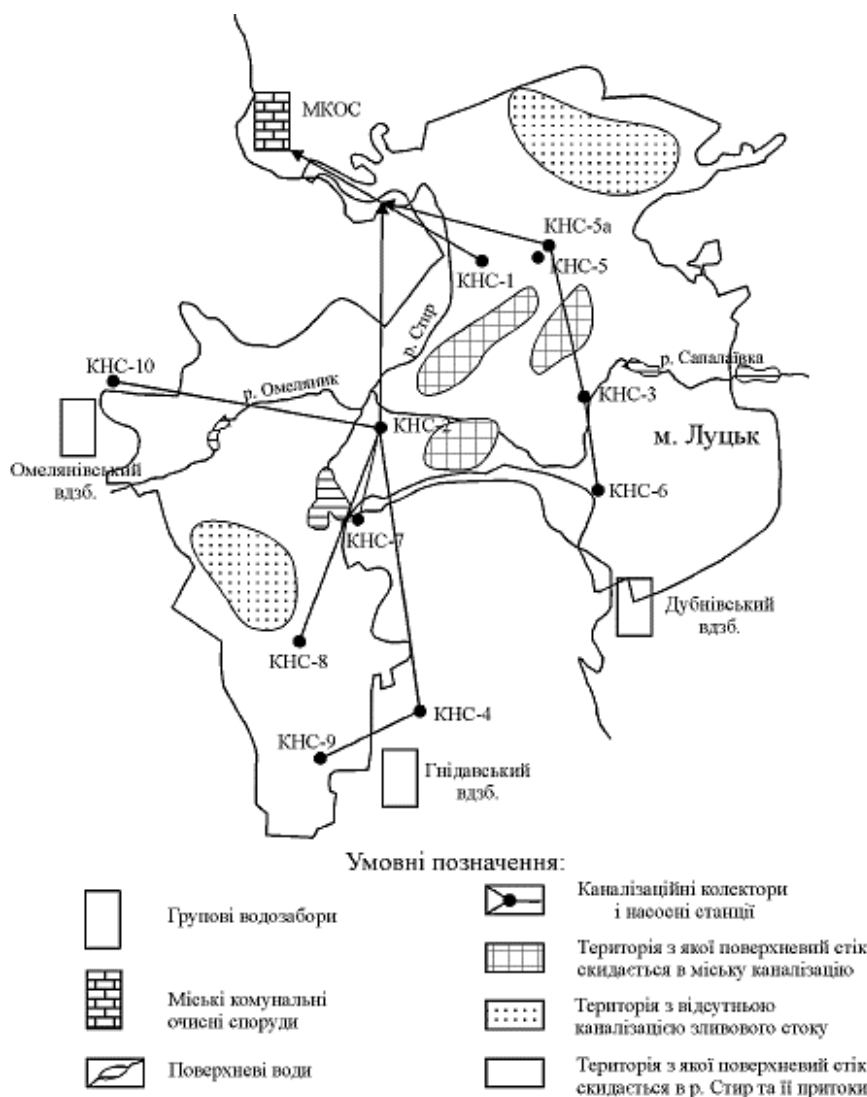 МКОС
КНС-5а
КНС-5
КНС-1
р. Стир
КНС-10
р. Омеляник
р. Сапалаївка
КНС-3
КНС-2
м. Луцьк
Омелянівський
вдзб.
КНС-6
КНС-7
Дубнівський
вдзб.
КНС-8
КНС-4
КНС-9
Гнідавський
вдзб.
Умовні позначення:
Групові водозабори
Міські комунальні
очисні споруди
Поверхневі води
Каналізаційні колектори
і насосні станції
Територія з якої поверхневий стік
скидається в міську каналізацію
Територія з відсутньою
каналізацією зливового стоку
Територія з якої поверхневий стік
скидається в р. Стир та її притоки